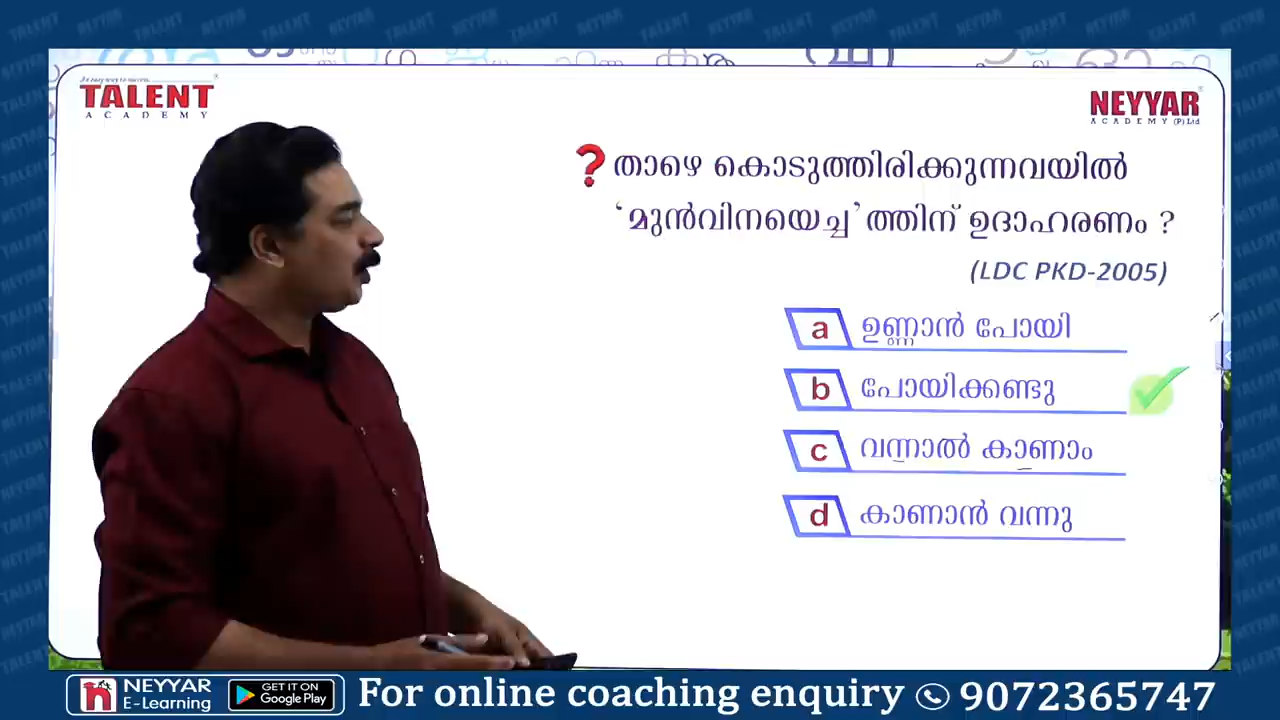 TALENT
ACADEMY
NEYYAR
ACADEMY (P) Ltd
? താഴെ കൊടുത്തിരിക്കുന്നവയിൽ
‘മുൻവിനയെച്ച’ത്തിന് ഉദാഹരണം ?
(LDC PKD-2005)
a ഉണ്ണാൻ പോയി
b പോയിക്കണ്ടു
c വന്നാൽ കാണാം
d കാണാൻ വന്നു
NEYYAR
E-Learning
GET IT ON
Google Play
For online coaching enquiry 9072365747